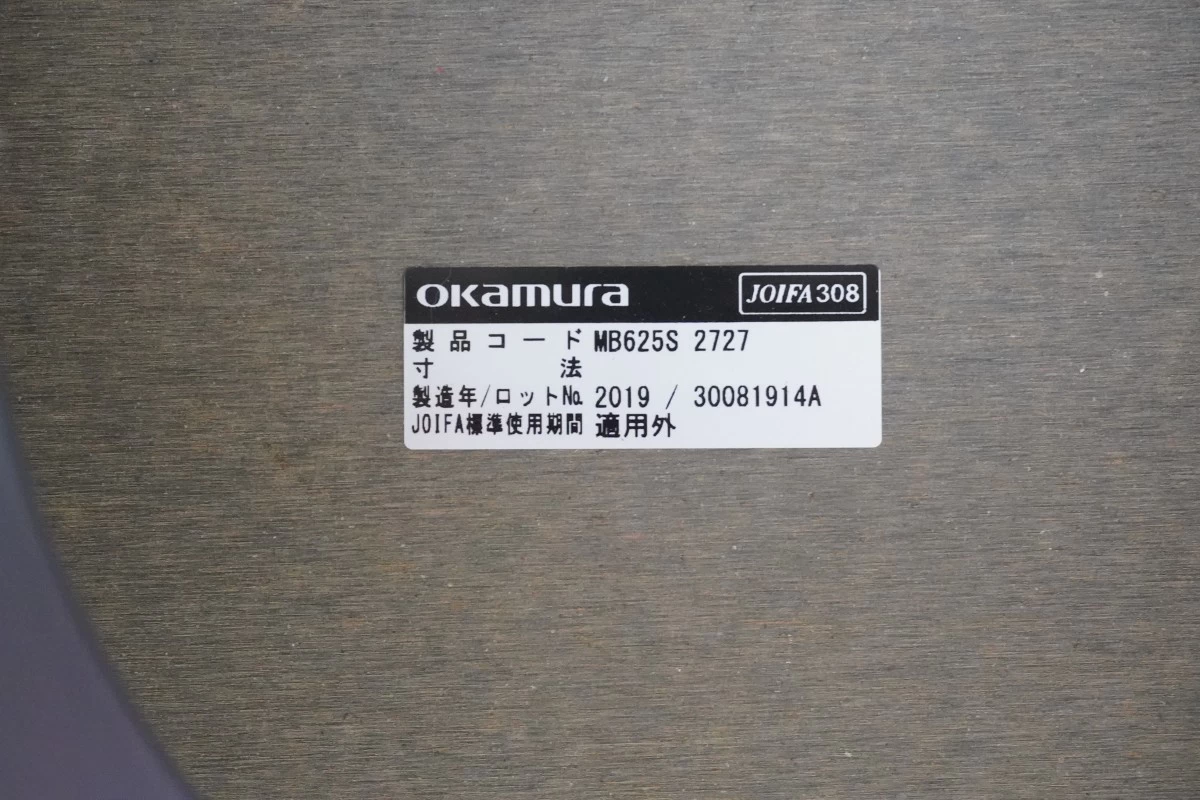 okamura JOIFA308
製品コード MB625S 2727
寸法
製造年/ロット№ 2019 / 30081914A
JOIFA標準使用期間 適用外